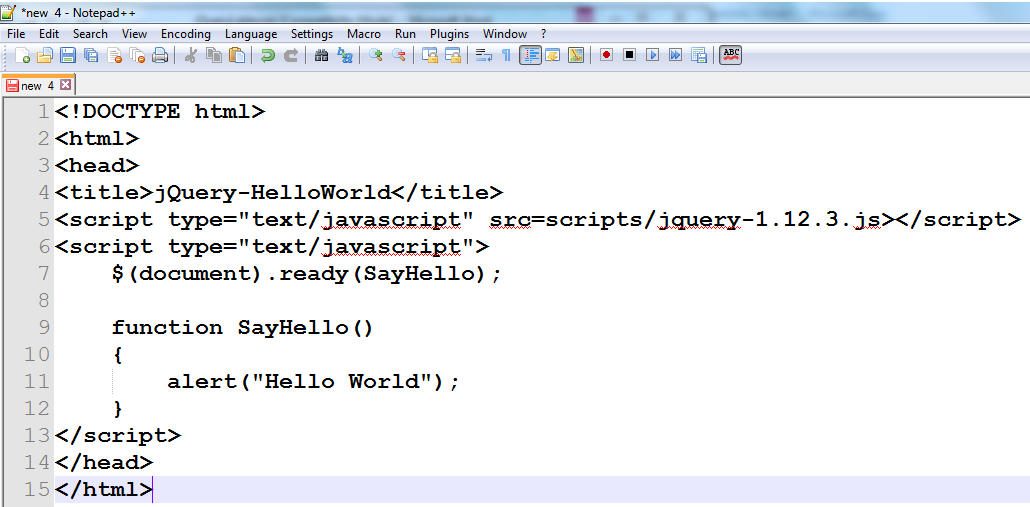 *new 4 - Notepad++
File Edit Search View Encoding Language Settings Macro Run Plugins Window ?
ABC
new 4
1 <!DOCTYPE html>
2 <html>
3 <head>
4 <title>jQuery-HelloWorld</title>
5 <script type="text/javascript" src=scripts/jquery-1.12.3.js></script>
6 <script type="text/javascript">
7     $(document).ready(SayHello);
8
9     function SayHello()
10     {
11         alert("Hello World");
12     }
13 </script>
14 </head>
15 </html>